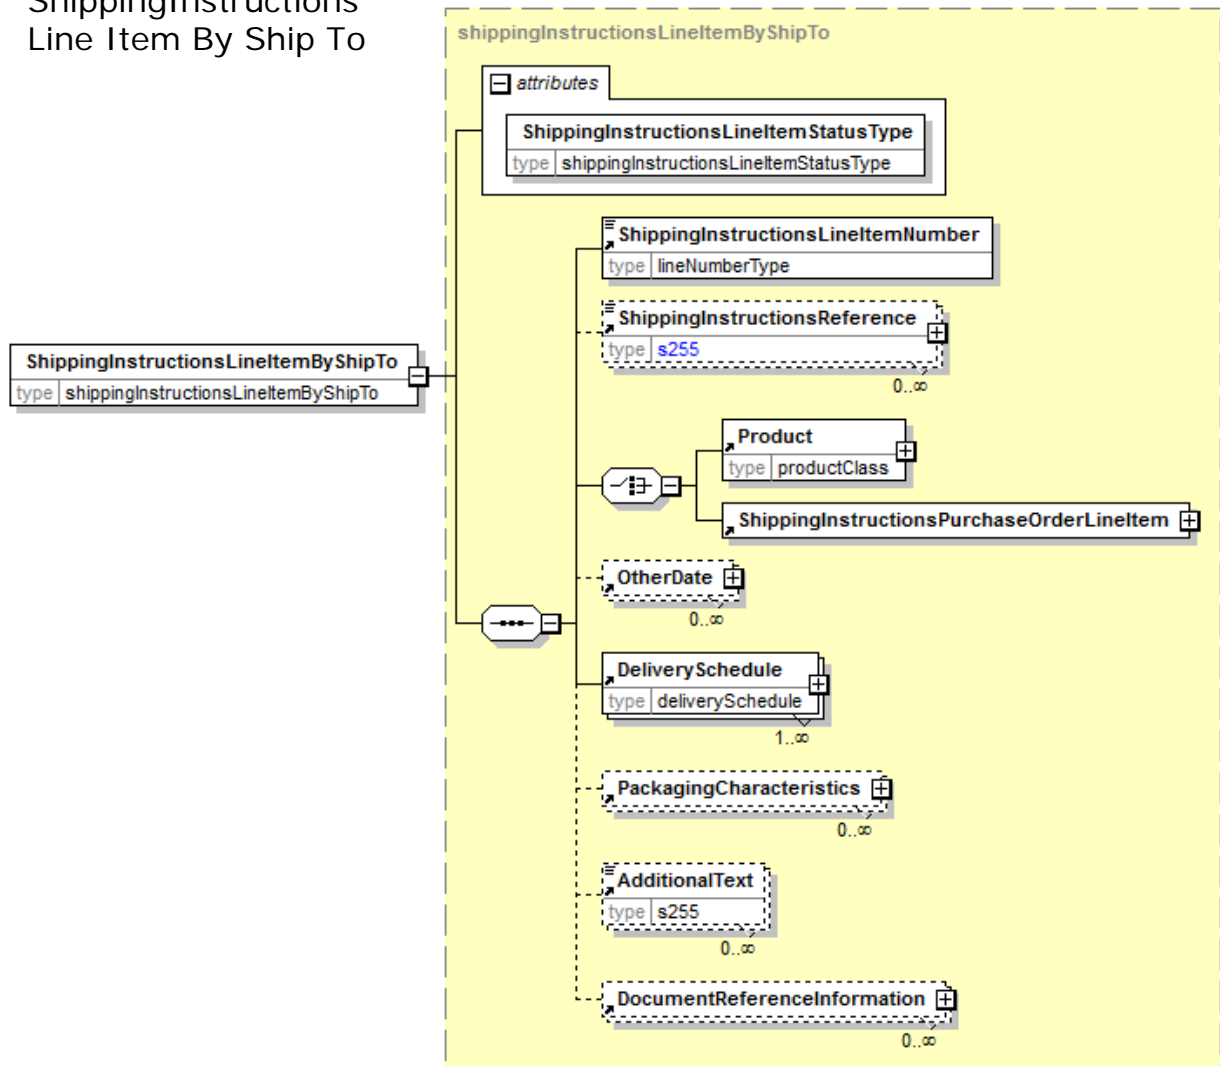 ShippingInstructions
Line Item By Ship To
shippingInstructionsLineItemByShipTo
attributes
ShippingInstructionsLineItemStatusType
type shippingInstructionsLineItemStatusType
ShippingInstructionsLineItemNumber
type lineNumberType
ShippingInstructionsReference
type s255
0..∞
ShippingInstructionsLineItemByShipTo
type shippingInstructionsLineItemByShipTo
Product
type productClass
ShippingInstructionsPurchaseOrderLineItem
OtherDate
0..∞
DeliverySchedule
type deliverySchedule
1..∞
PackagingCharacteristics
0..∞
AdditionalText
type s255
0..∞
DocumentReferenceInformation
0..∞